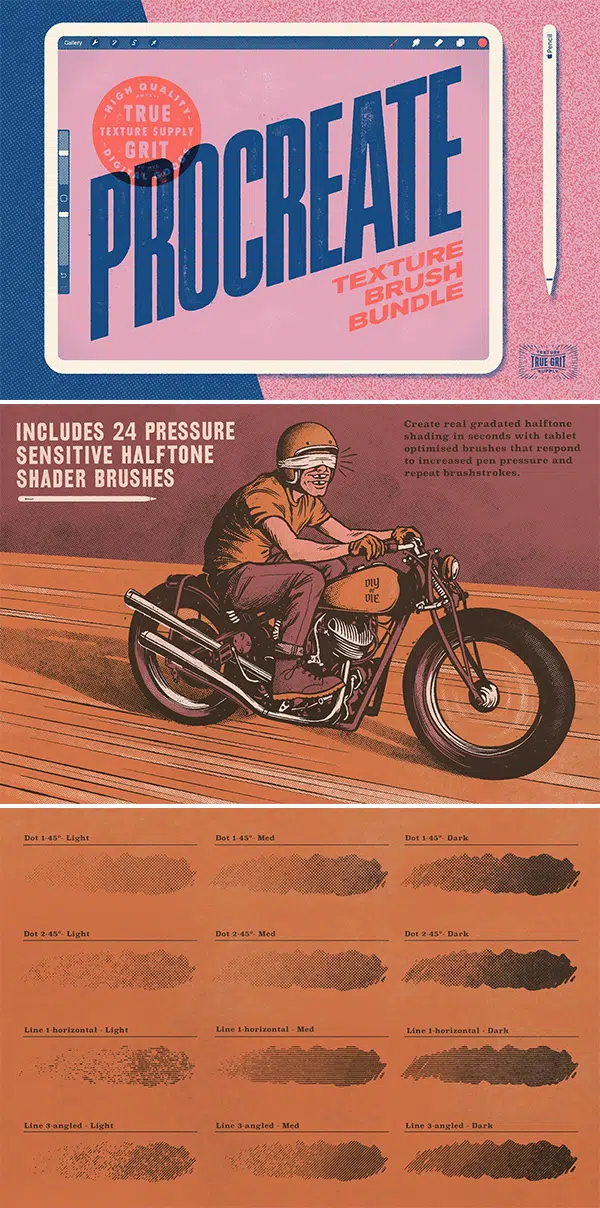 Gallery
HIGH QUALITY
TRUE
TEXTURE SUPPLY
GRIT
DIGITAL
PROCREATE
TEXTURE
BRUSH
BUNDLE
Pencil
TEXTURE
TRUE GRIT
SUPPLY
INCLUDES 24 PRESSURE
SENSITIVE HALFTONE
SHADER BRUSHES
Create real gradated halftone
shading in seconds with tablet
optimised brushes that respond
to increased pen pressure and
repeat brushstrokes.
DIY
or
DIE
Dot 1-45°- Light
Dot 1-45°- Med
Dot 1-45°- Dark
Dot 2-45°- Light
Dot 2-45°- Med
Dot 2-45°- Dark
Line 1-horizontal - Light
Line 1-horizontal - Med
Line 1-horizontal - Dark
Line 3-angled - Light
Line 3-angled - Med
Line 3-angled - Dark